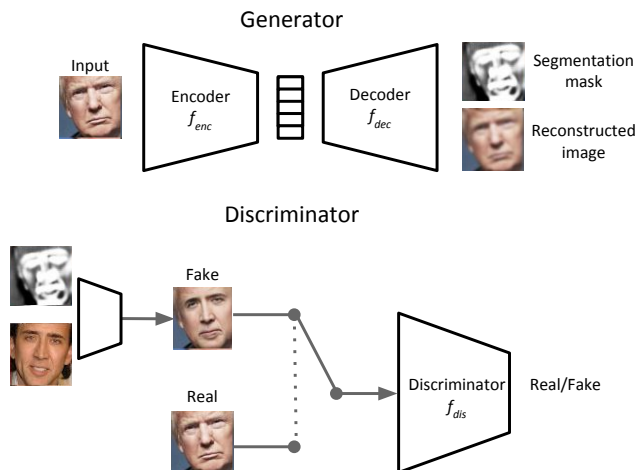 Generator
Input
Encoder
f_enc
Decoder
f_dec
Segmentation
mask
Reconstructed
image
Discriminator
Fake
Real
Discriminator
f_dis
Real/Fake